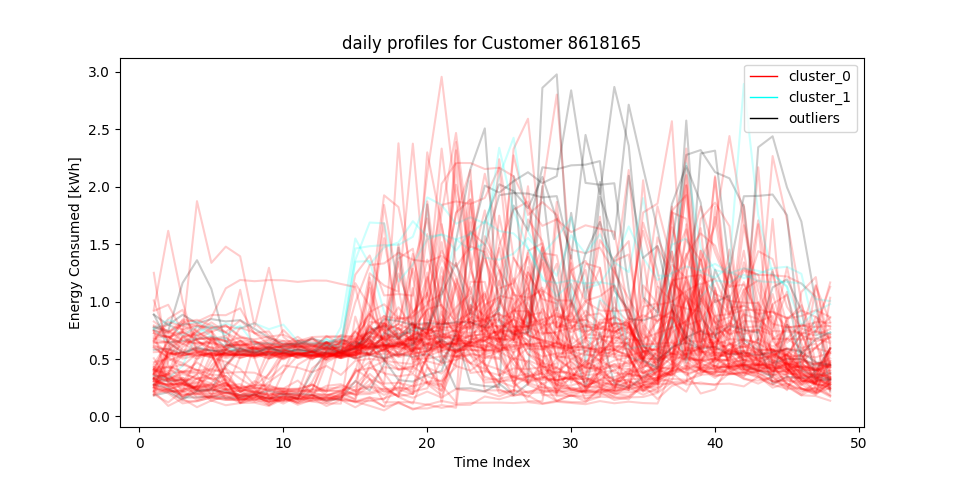 daily profiles for Customer 8618165
3.0
2.5
2.0
1.5
1.0
0.5
0.0
Energy Consumed [kWh]
cluster_0
cluster_1
outliers
0 10 20 30 40 50
Time Index